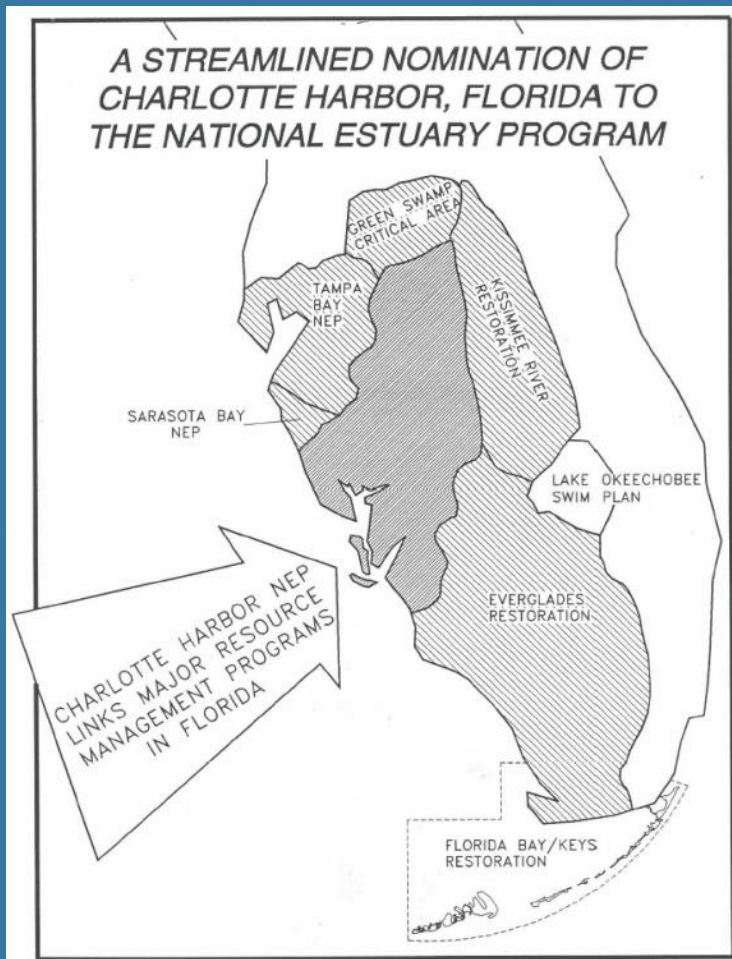 A STREAMLINED NOMINATION OF
CHARLOTTE HARBOR, FLORIDA TO
THE NATIONAL ESTUARY PROGRAM
GREEN SWAMP
CRITICAL AREA
TAMPA
BAY
NEP
KISSIMMEE RIVER
RESTORATION
SARASOTA BAY
NEP
LAKE OKEECHOBEE
SWIM PLAN
EVERGLADES
RESTORATION
CHARLOTTE HARBOR NEP
LINKS MAJOR RESOURCE
MANAGEMENT PROGRAMS
IN FLORIDA
FLORIDA BAY/KEYS
RESTORATION